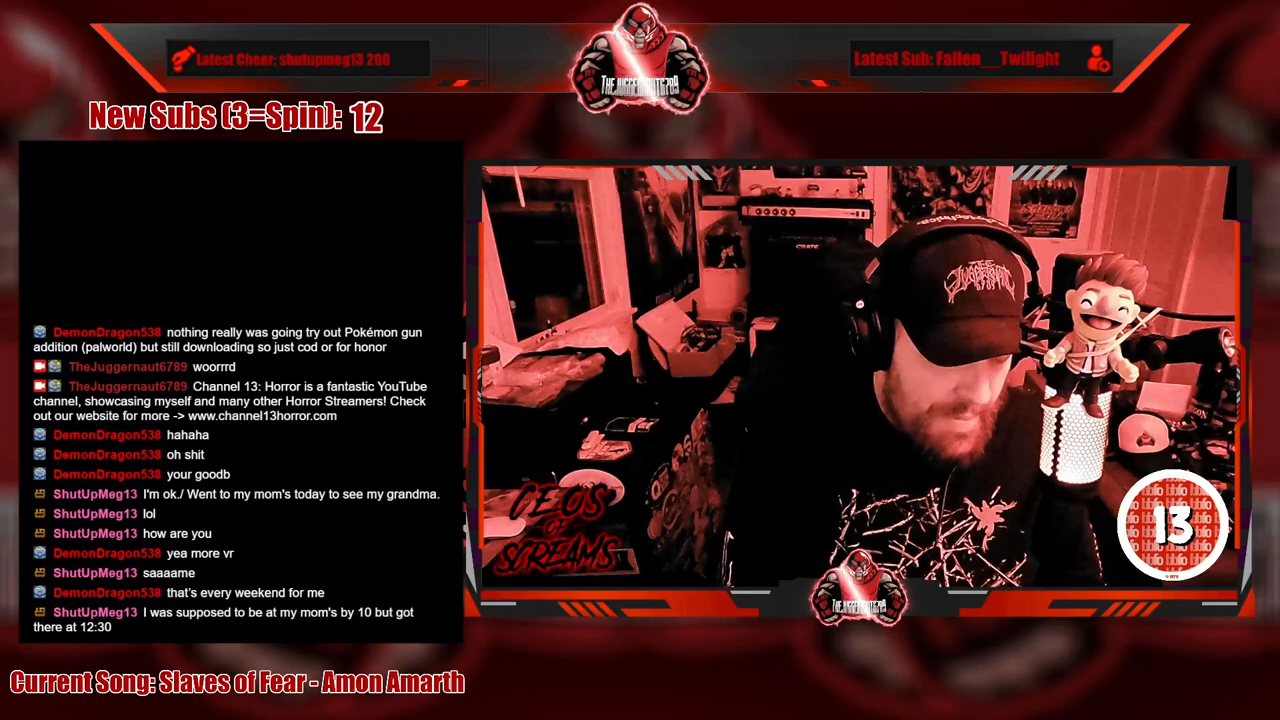 Latest Cheer: shutupmeg13 200
THEJUGGERNAUT6789
Latest Sub: Fallen__Twilight
New Subs (3=Spin): 12
DemonDragon538 nothing really was going try out Pokémon gun
addition (palworld) but still downloading so just cod or for honor
TheJuggernaut6789 woorrrd
TheJuggernaut6789 Channel 13: Horror is a fantastic YouTube
channel, showcasing myself and many other Horror Streamers! Check
out our website for more -> www.channel13horror.com
DemonDragon538 hahaha
DemonDragon538 oh shit
DemonDragon538 your goodb
ShutUpMeg13 I'm ok./ Went to my mom's today to see my grandma.
ShutUpMeg13 lol
ShutUpMeg13 how are you
DemonDragon538 yea more vr
ShutUpMeg13 saaaame
DemonDragon538 that's every weekend for me
ShutUpMeg13 I was supposed to be at my mom's by 10 but got
there at 12:30
CRATE
THE
JUGGERNAUT
6789
CEOS
OF
SCREAMS
13
THEJUGGERNAUT6789
Current Song: Slaves of Fear - Amon Amarth